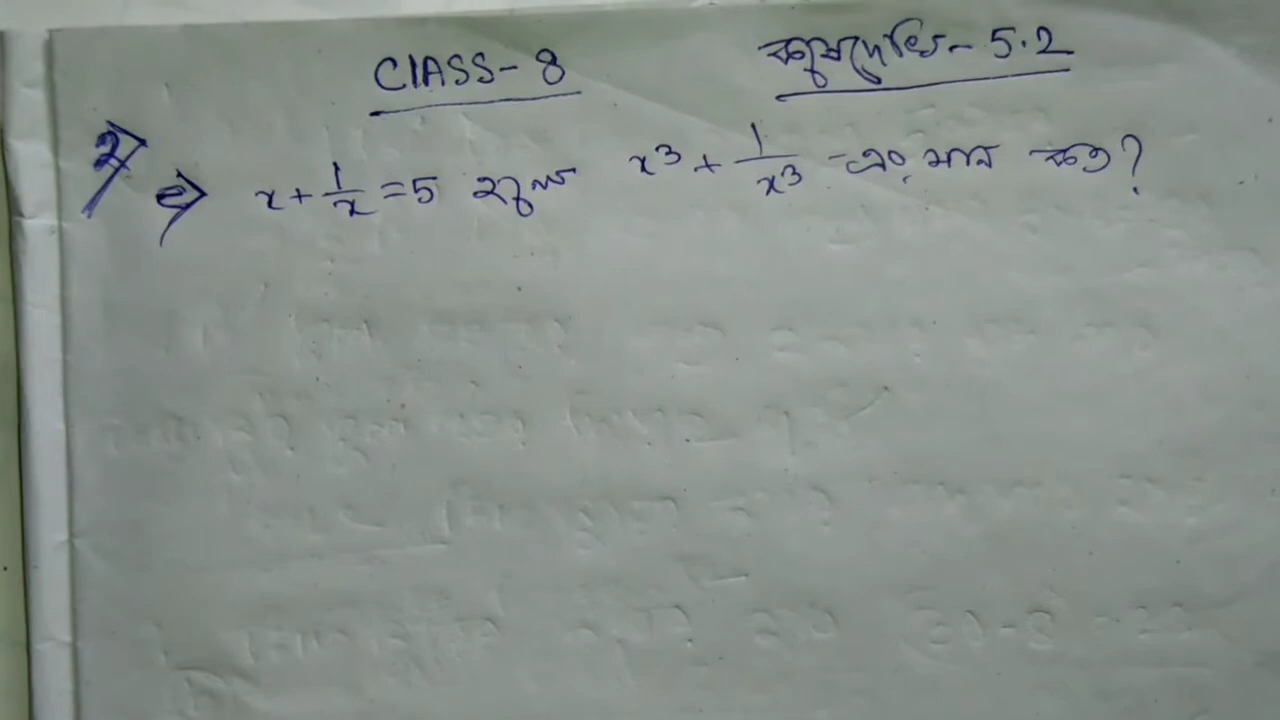 CLASS-8 কষে দেখি- 5.2
২) e) x + 1/x = 5 হলে x³ + 1/x³ -এর মান কত?